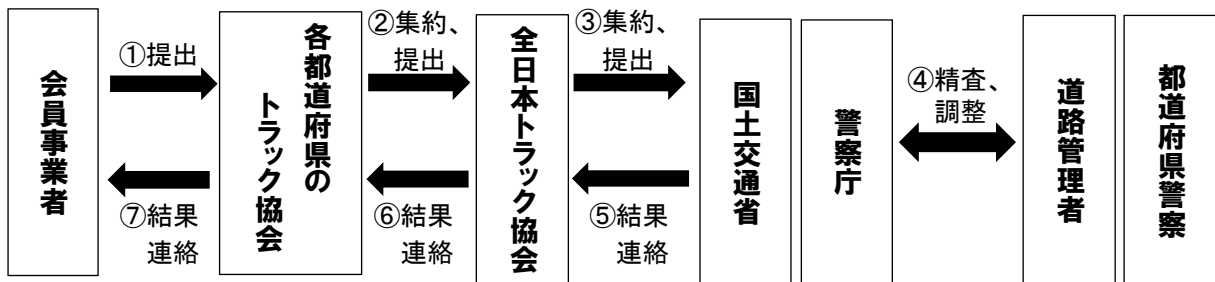 会員事業者
①提出
⑦結果
連絡
各都道府県の
トラック協会
②集約、
提出
⑥結果
連絡
全日本トラック協会
③集約、
提出
⑤結果
連絡
国土交通省
警察庁
④精査、
調整
道路管理者
都道府県警察